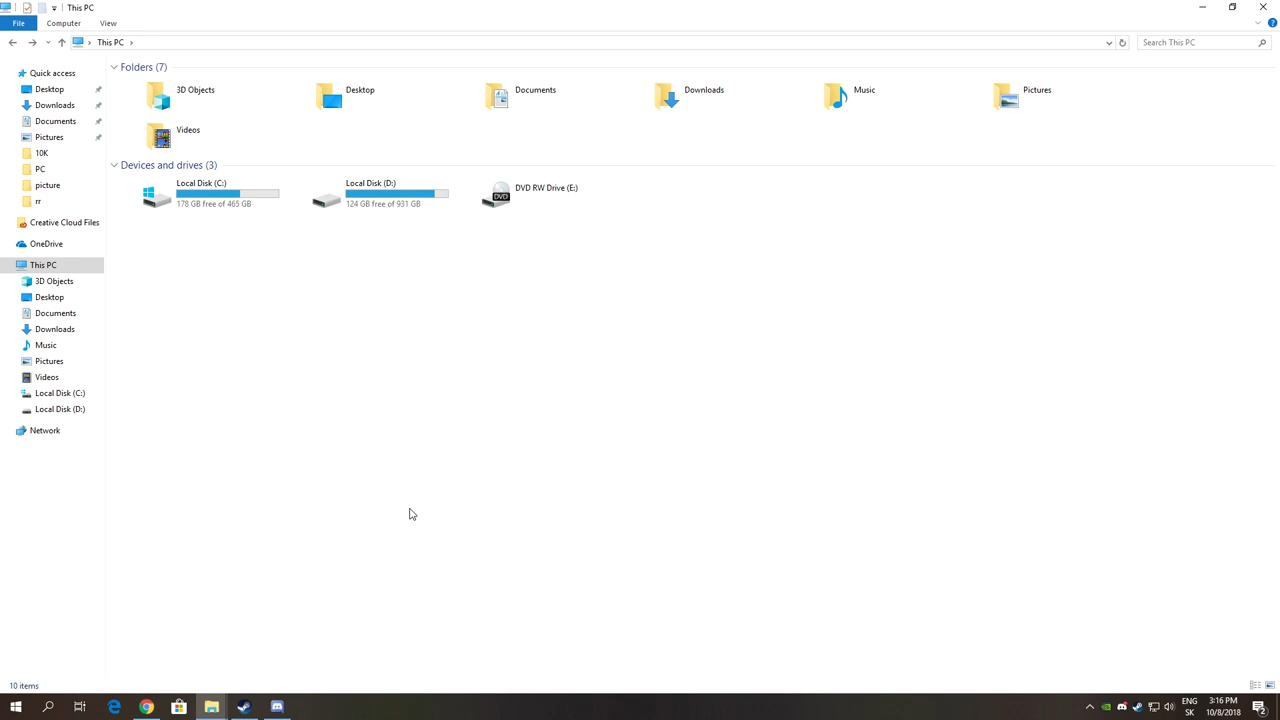 This PC
File Computer View
This PC
Search This PC
Quick access
Desktop
Downloads
Documents
Pictures
10K
PC
picture
rr
Creative Cloud Files
OneDrive
This PC
3D Objects
Desktop
Documents
Downloads
Music
Pictures
Videos
Local Disk (C:)
Local Disk (D:)
Network
Folders (7)
3D Objects
Desktop
Documents
Downloads
Music
Pictures
Videos
Devices and drives (3)
Local Disk (C:)
178 GB free of 465 GB
Local Disk (D:)
124 GB free of 931 GB
DVD
DVD RW Drive (E:)
10 items
ENG
SK
3:16 PM
10/8/2018
2